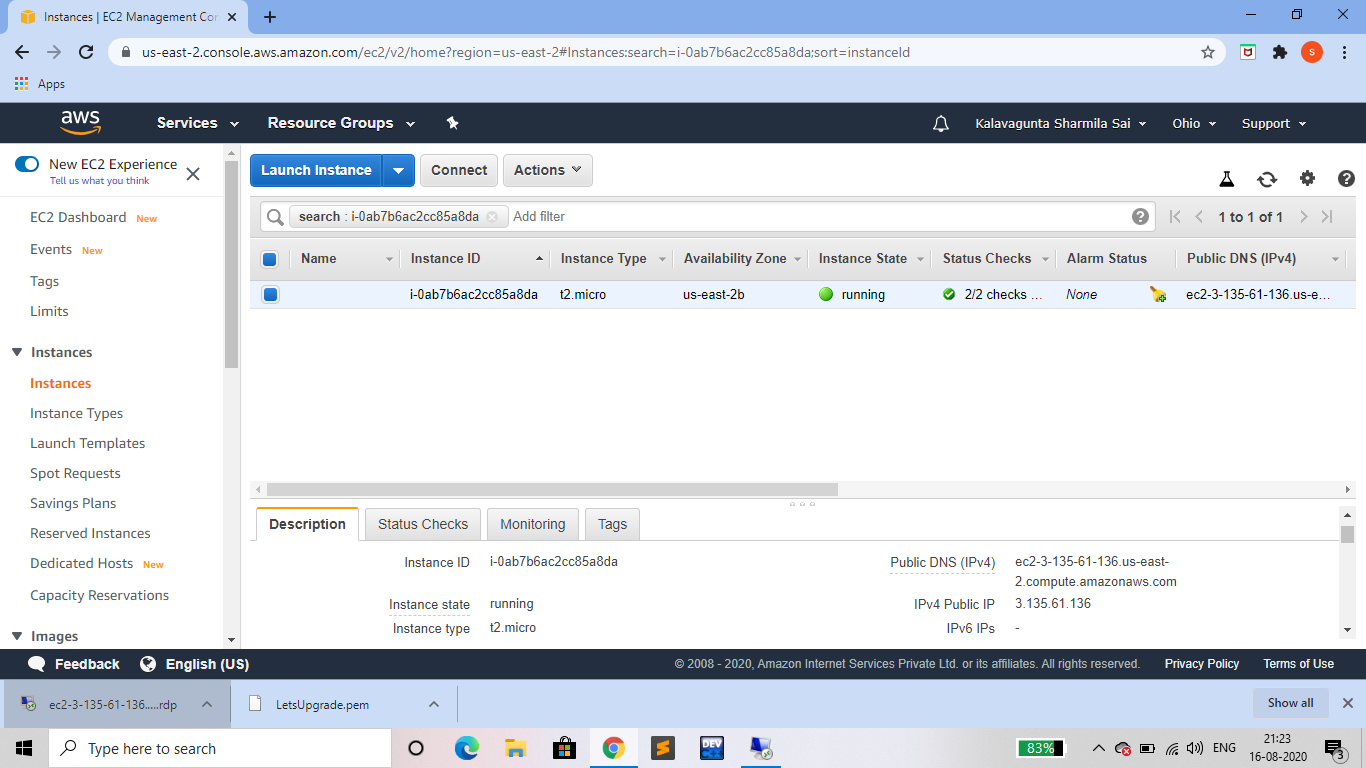 Instances | EC2 Management Con
us-east-2.console.aws.amazon.com/ec2/v2/home?region=us-east-2#Instances:search=i-0ab7b6ac2cc85a8da;sort=instanceId
S
Apps
aws
Services
Resource Groups
Kalavagunta Sharmila Sai
Ohio
Support
New EC2 Experience
Tell us what you think
EC2 Dashboard New
Events New
Tags
Limits
Instances
Instances
Instance Types
Launch Templates
Spot Requests
Savings Plans
Reserved Instances
Dedicated Hosts New
Capacity Reservations
Images
Launch Instance
Connect
Actions
search : i-0ab7b6ac2cc85a8da Add filter
1 to 1 of 1
Name Instance ID Instance Type Availability Zone Instance State Status Checks Alarm Status Public DNS (IPv4)
i-0ab7b6ac2cc85a8da t2.micro us-east-2b running 2/2 checks ... None ec2-3-135-61-136.us-e...
Description Status Checks Monitoring Tags
Instance ID i-0ab7b6ac2cc85a8da
Public DNS (IPv4) ec2-3-135-61-136.us-east-
2.compute.amazonaws.com
Instance state running
IPv4 Public IP 3.135.61.136
Instance type t2.micro
IPv6 IPs -
Feedback English (US)
© 2008 - 2020, Amazon Internet Services Private Ltd. or its affiliates. All rights reserved. Privacy Policy Terms of Use
ec2-3-135-61-136.....rdp
LetsUpgrade.pem
Show all
Type here to search
DEV
83%
ENG
21:23
16-08-2020
3